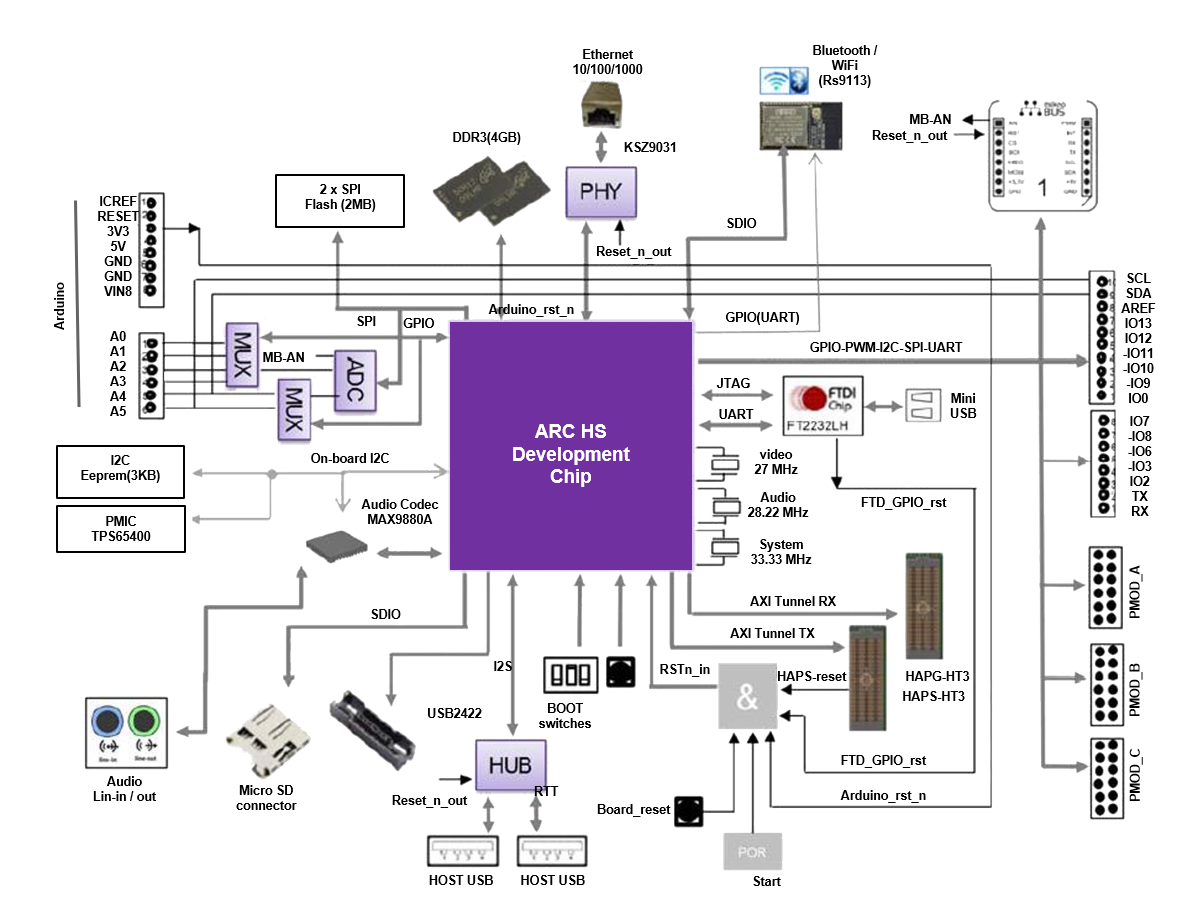 Ethernet
10/100/1000
Bluetooth /
WiFi
(Rs9113)
mikro
BUS
MB-AN
Reset_n_out
1
KSZ9031
DDR3(4GB)
PHY
2 x SPI
Flash (2MB)
SDIO
Reset_n_out
ICREF
RESET
3V3
5V
GND
GND
VIN8
Arduino
A0
A1
A2
A3
A4
A5
MUX
MB-AN
ADC
MUX
SPI
GPIO
Arduino_rst_n
GPIO(UART)
GPIO-PWM-I2C-SPI-UART
SCL
SDA
AREF
IO13
IO12
-IO11
-IO10
-IO9
IO0
IO7
-IO8
-IO6
-IO3
IO2
TX
RX
JTAG
UART
FTDI
Chip
FT2232LH
Mini
USB
ARC HS
Development
Chip
video
27 MHz
Audio
28.22 MHz
System
33.33 MHz
FTD_GPIO_rst
I2C
Eeprem(3KB)
On-board I2C
PMIC
TPS65400
Audio Codec
MAX9880A
SDIO
I2S
AXI Tunnel RX
AXI Tunnel TX
RSTn_in
HAPS-reset
HAPG-HT3
HAPS-HT3
&
PMOD_A
PMOD_B
PMOD_C
BOOT
switches
USB2422
HUB
RTT
Reset_n_out
HOST USB
HOST USB
line-in
line-out
Audio
Lin-in / out
Micro SD
connector
FTD_GPIO_rst
Arduino_rst_n
Board_reset
POR
Start